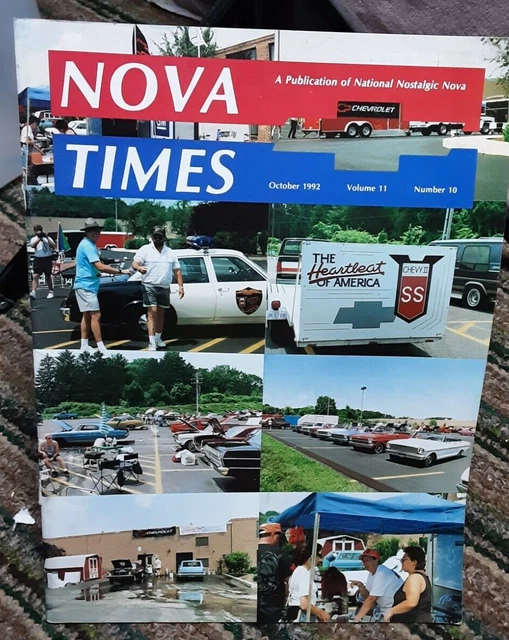 NOVA
A Publication of National Nostalgic Nova
CHEVROLET
TIMES
October 1992 Volume 11 Number 10
THE
Heartbeat
OF AMERICA
CHEVY II
SS